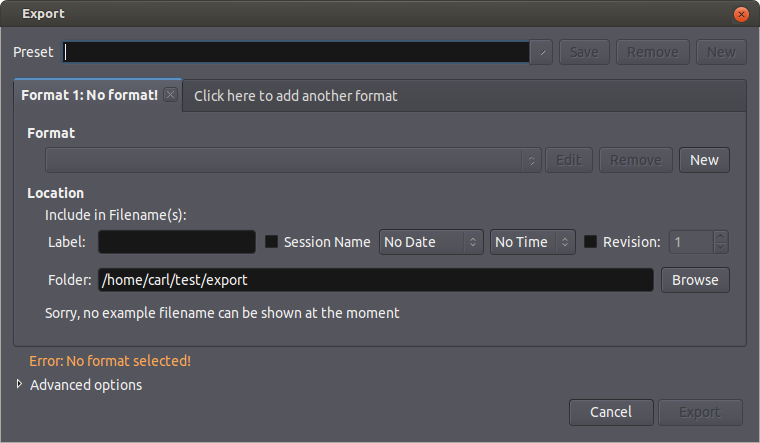 Export
Preset Save Remove New
Format 1: No format! Click here to add another format
Format
Edit Remove New
Location
Include in Filename(s):
Label: Session Name No Date No Time Revision: 1
Folder: /home/carl/test/export Browse
Sorry, no example filename can be shown at the moment
Error: No format selected!
Advanced options
Cancel Export